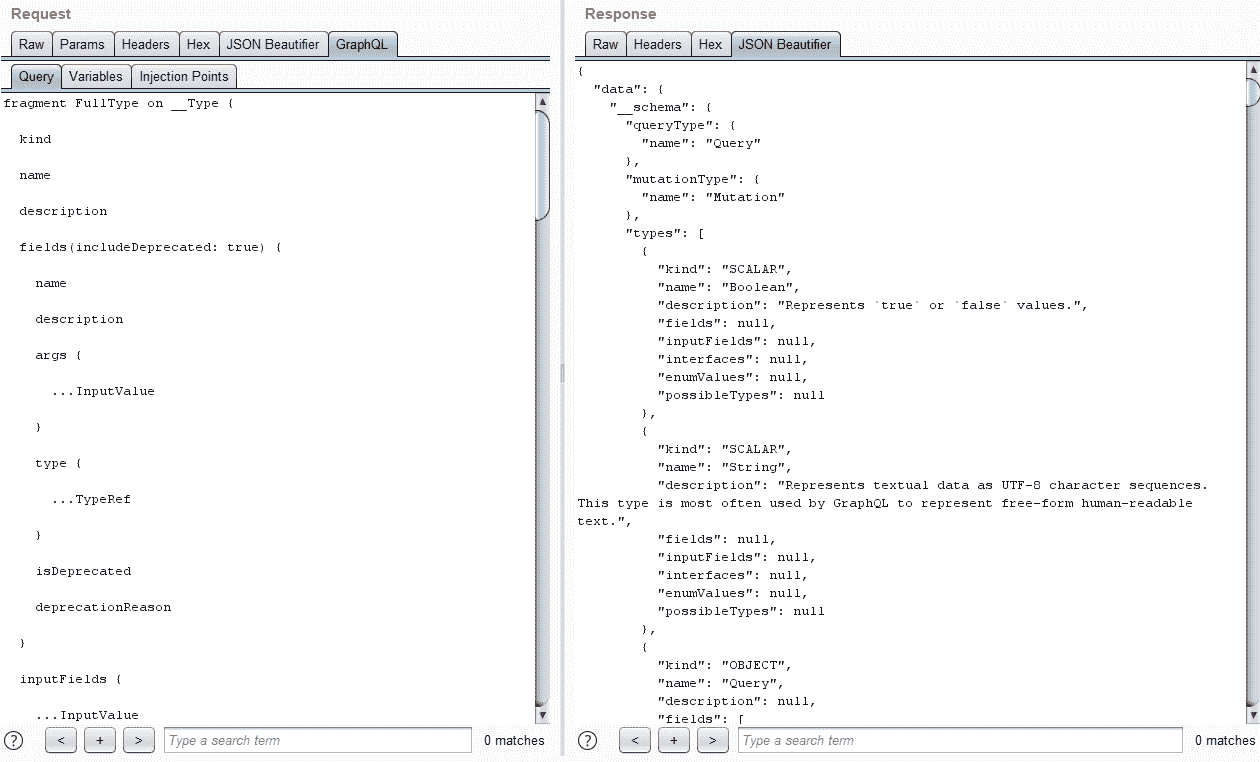 Request
Raw Params Headers Hex JSON Beautifier GraphQL
Query Variables Injection Points
fragment FullType on __Type {
kind
name
description
fields(includeDeprecated: true) {
name
description
args {
...InputValue
}
type {
...TypeRef
}
isDeprecated
deprecationReason
}
inputFields {
...InputValue
? < + > Type a search term 0 matches
Response
Raw Headers Hex JSON Beautifier
{
"data": {
"__schema": {
"queryType": {
"name": "Query"
},
"mutationType": {
"name": "Mutation"
},
"types": [
{
"kind": "SCALAR",
"name": "Boolean",
"description": "Represents `true` or `false` values.",
"fields": null,
"inputFields": null,
"interfaces": null,
"enumValues": null,
"possibleTypes": null
},
{
"kind": "SCALAR",
"name": "String",
"description": "Represents textual data as UTF-8 character sequences.
This type is most often used by GraphQL to represent free-form human-readable
text.",
"fields": null,
"inputFields": null,
"interfaces": null,
"enumValues": null,
"possibleTypes": null
},
{
"kind": "OBJECT",
"name": "Query",
"description": null,
"fields": [
? < + > Type a search term 0 matches